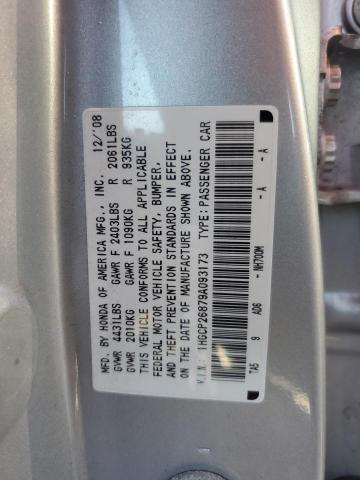 MFD. BY HONDA OF AMERICA MFG., INC. 12/'08
GVWR 4431LBS GAWR F 2403LBS R 2061LBS
GVWR 2010KG GAWR F 1090KG R 935KG
THIS VEHICLE CONFORMS TO ALL APPLICABLE
FEDERAL MOTOR VEHICLE SAFETY, BUMPER,
AND THEFT PREVENTION STANDARDS IN EFFECT
ON THE DATE OF MANUFACTURE SHOWN ABOVE.
V.I.N.: 1HGCP26879A093173 TYPE:PASSENGER CAR
TA5 9 AD6 - NH700M - A - A